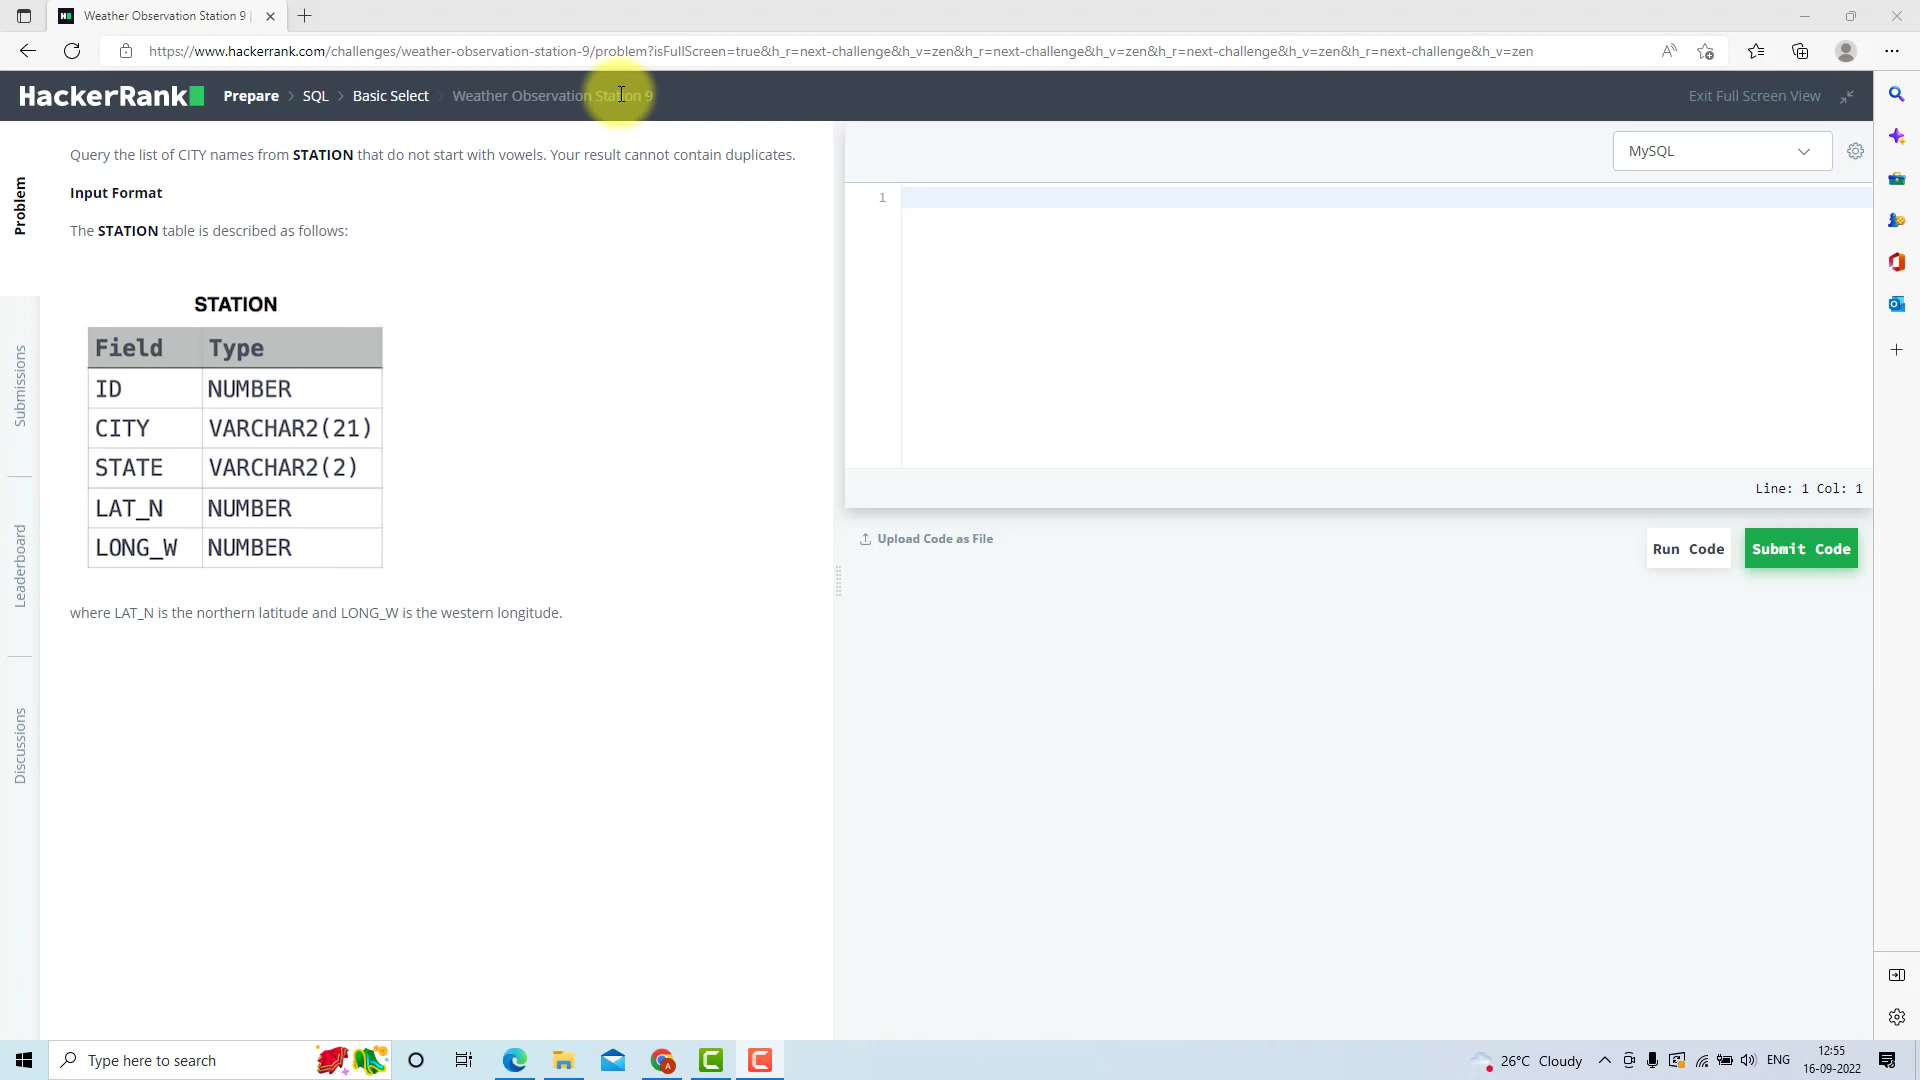 Weather Observation Station 9
https://www.hackerrank.com/challenges/weather-observation-station-9/problem?isFullScreen=true&h_r=next-challenge&h_v=zen&h_r=next-challenge&h_v=zen&h_r=next-challenge&h_v=zen&h_r=next-challenge&h_v=zen
HackerRank Prepare > SQL > Basic Select > Weather Observation Station 9
Exit Full Screen View
Problem
Submissions
Leaderboard
Discussions
Query the list of CITY names from STATION that do not start with vowels. Your result cannot contain duplicates.
Input Format
The STATION table is described as follows:
STATION
Field Type
ID NUMBER
CITY VARCHAR2(21)
STATE VARCHAR2(2)
LAT_N NUMBER
LONG_W NUMBER
where LAT_N is the northern latitude and LONG_W is the western longitude.
MySQL
1
Line: 1 Col: 1
Upload Code as File
Run Code
Submit Code
Type here to search
26°C Cloudy
ENG
12:55
16-09-2022